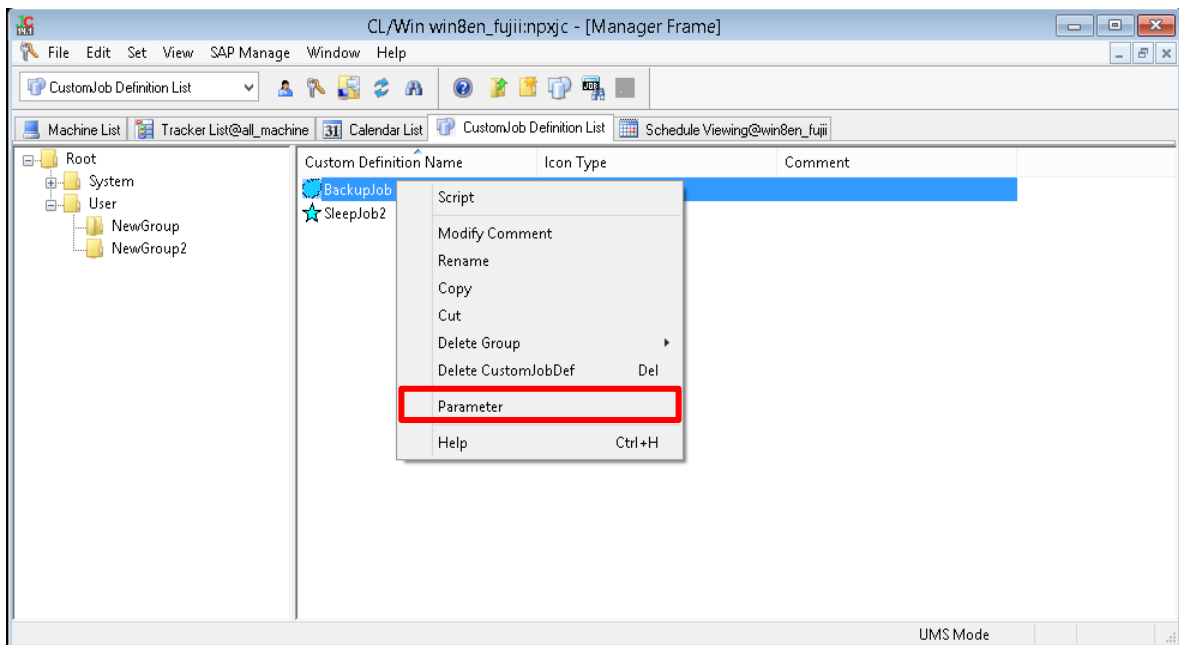 CL/Win win8en_fujii:npxjc - [Manager Frame]
File Edit Set View SAP Manage Window Help
CustomJob Definition List
Machine List Tracker List@all_machine 31 Calendar List CustomJob Definition List Schedule Viewing@win8en_fujii
Root
System
User
NewGroup
NewGroup2
Custom Definition Name Icon Type Comment
BackupJob
SleepJob2
Script
Modify Comment
Rename
Copy
Cut
Delete Group
Delete CustomJobDef Del
Parameter
Help Ctrl+H
UMS Mode